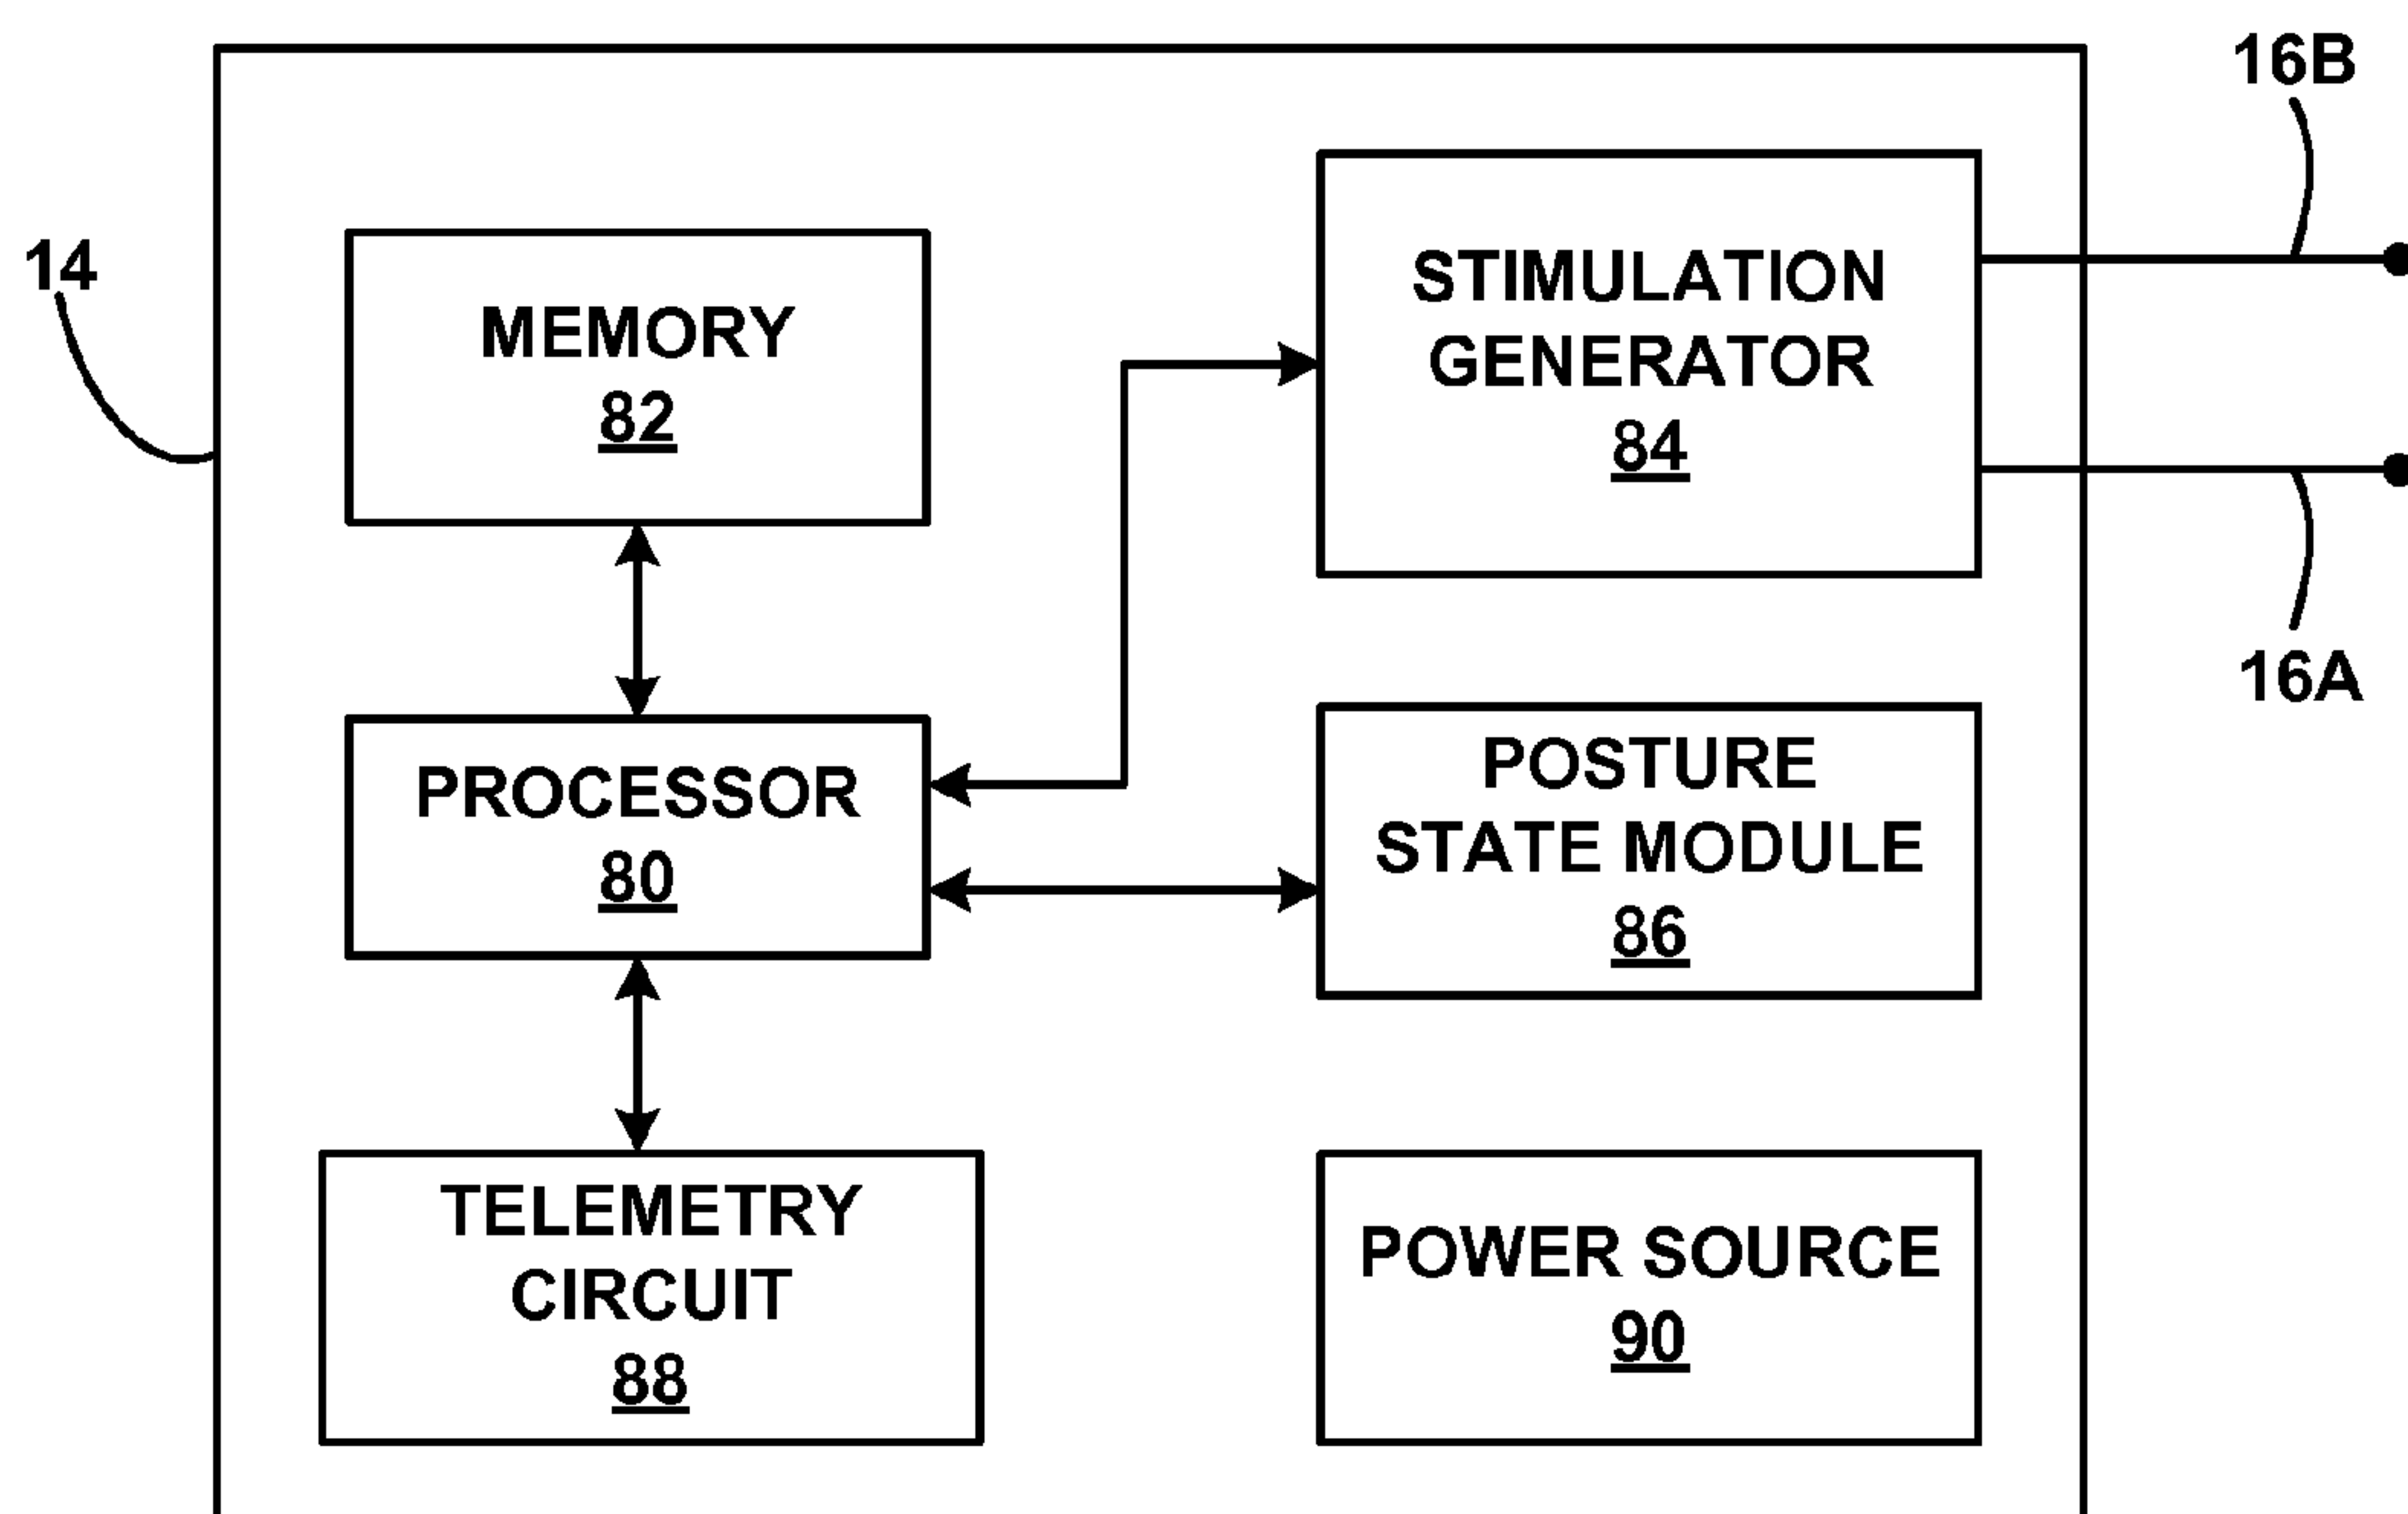 16B
14
MEMORY
82
STIMULATION
GENERATOR
84
16A
PROCESSOR
80
POSTURE
STATE MODULE
86
TELEMETRY
CIRCUIT
88
POWER SOURCE
90